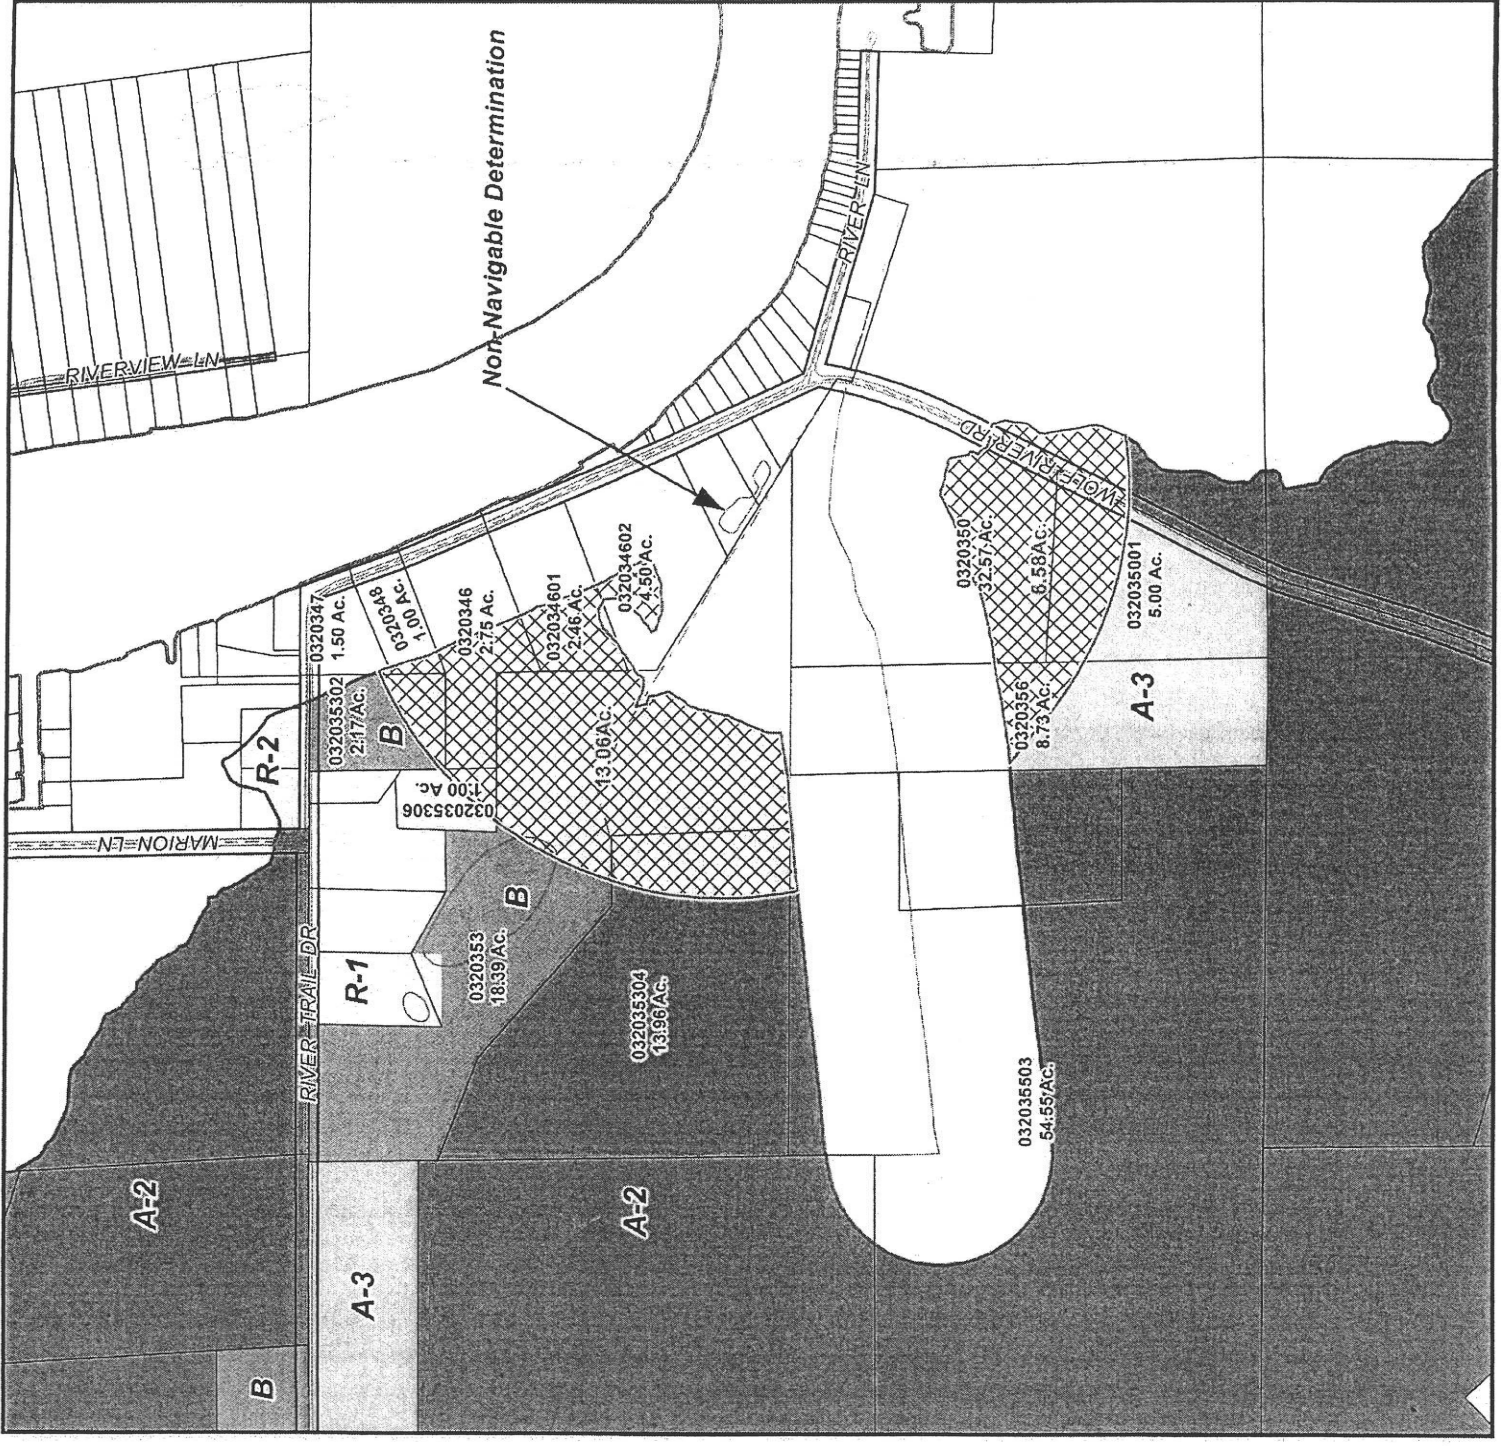 Non-Navigable Determination
RIVERVIEW LN
RIVER LN
WOLF RIVER RD
MARION LN
RIVER TRAIL DR
0320347
1.50 Ac.
0320348
1.00 Ac.
0320346
2.75 Ac.
032034601
2.46 Ac.
032034602
4.50 Ac.
032035302
2.17 Ac.
B
R-2
032035306
1.00 Ac.
13.06 Ac.
0320350
32.57 Ac.
6.58 Ac.
032035001
5.00 Ac.
0320356
8.73 Ac.
A-3
B
0320353
18.39 Ac.
R-1
032035304
13.96 Ac.
032035503
54.55 Ac.
A-2
A-2
A-3
B